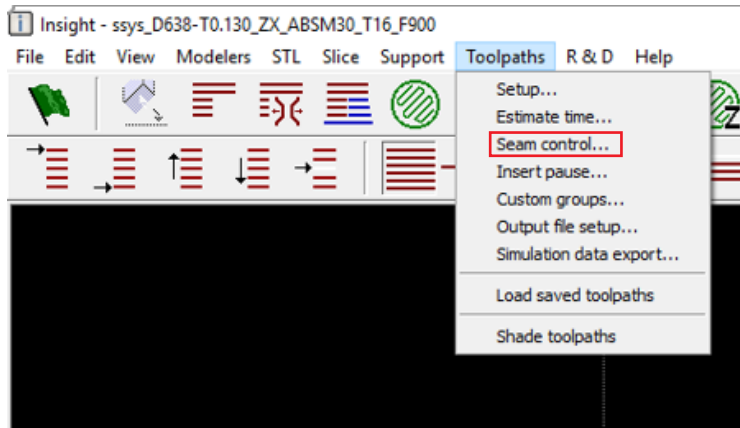 Insight - ssys_D638-T0.130_ZX_ABSM30_T16_F900
File Edit View Modelers STL Slice Support Toolpaths R & D Help
Setup...
Estimate time...
Seam control...
Insert pause...
Custom groups...
Output file setup...
Simulation data export...
Load saved toolpaths
Shade toolpaths
Z